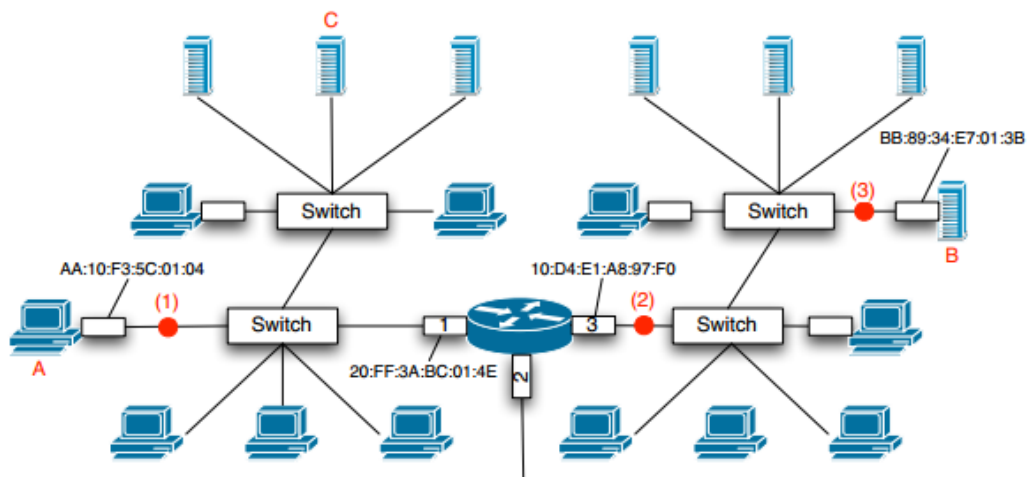 C
BB:89:34:E7:01:3B
(3)
Switch
Switch
B
AA:10:F3:5C:01:04
10:D4:E1:A8:97:F0
(1)
(2)
Switch
1
3
Switch
A
20:FF:3A:BC:01:4E
2